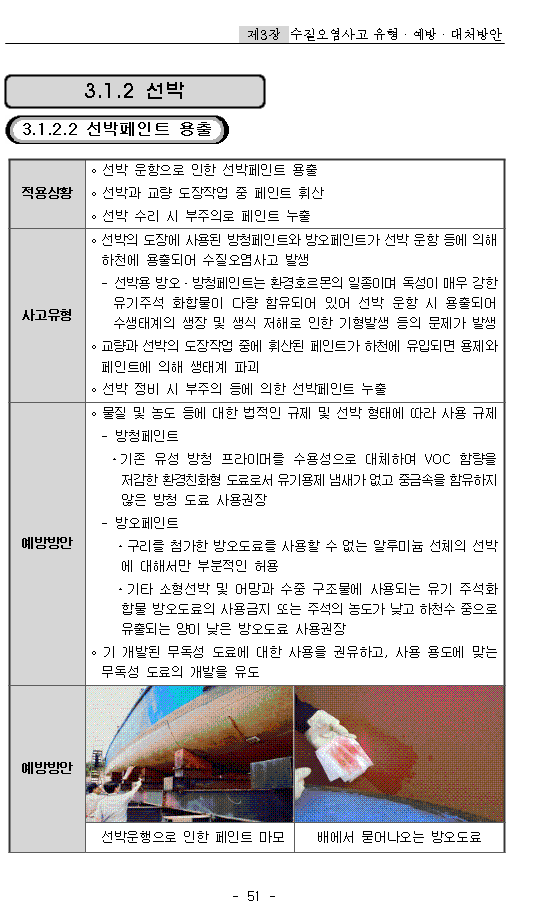 제3장 수질오염사고 유형 · 예방 · 대처방안
3.1.2 선박
3.1.2.2 선박페인트 용출
적용상황
∘ 선박 운항으로 인한 선박페인트 용출
∘ 선박과 교량 도장작업 중 페인트 휘산
∘ 선박 수리 시 부주의로 페인트 누출
사고유형
∘ 선박의 도장에 사용된 방청페인트와 방오페인트가 선박 운항 등에 의해
하천에 용출되어 수질오염사고 발생
- 선박용 방오 · 방청페인트는 환경호르몬의 일종이며 독성이 매우 강한
유기주석 화합물이 다량 함유되어 있어 선박 운항 시 용출되어
수생태계의 생장 및 생식 저해로 인한 기형발생 등의 문제가 발생
∘ 교량과 선박의 도장작업 중에 휘산된 페인트가 하천에 유입되면 용제와
페인트에 의해 생태계 파괴
∘ 선박 정비 시 부주의 등에 의한 선박페인트 누출
예방방안
∘ 물질 및 농도 등에 대한 법적인 규제 및 선박 형태에 따라 사용 규제
- 방청페인트
· 기존 유성 방청 프라이머를 수용성으로 대체하여 VOC 함량을
저감한 환경친화형 도료로서 유기용제 냄새가 없고 중금속을 함유하지
않은 방청 도료 사용권장
- 방오페인트
· 구리를 첨가한 방오도료를 사용할 수 없는 알루미늄 선체의 선박
에 대해서만 부분적인 허용
· 기타 소형선박 및 어망과 수중 구조물에 사용되는 유기 주석화
합물 방오도료의 사용금지 또는 주석의 농도가 낮고 하천수 중으로
유출되는 양이 낮은 방오도료 사용권장
∘ 기 개발된 무독성 도료에 대한 사용을 권유하고, 사용 용도에 맞는
무독성 도료의 개발을 유도
예방방안
선박운행으로 인한 페인트 마모
배에서 묻어나오는 방오도료
- 51 -